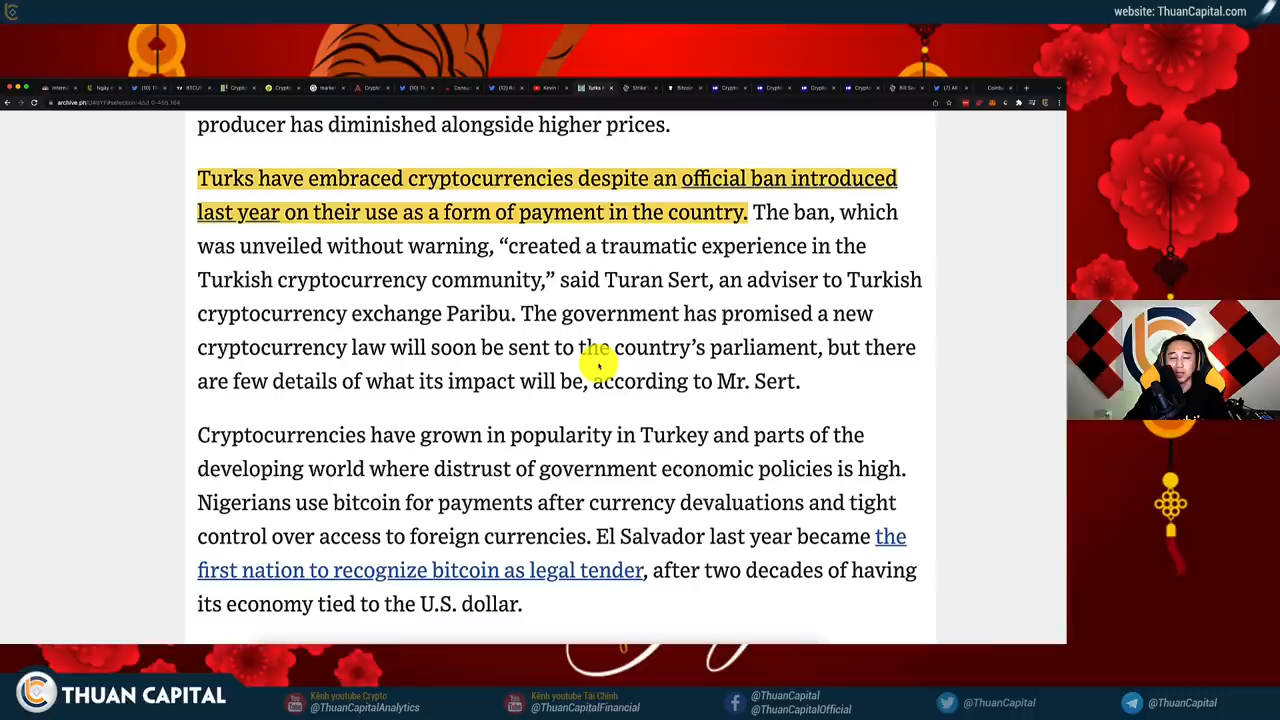 website: ThuanCapital.com
producer has diminished alongside higher prices.
Turks have embraced cryptocurrencies despite an official ban introduced
last year on their use as a form of payment in the country. The ban, which
was unveiled without warning, “created a traumatic experience in the
Turkish cryptocurrency community,” said Turan Sert, an adviser to Turkish
cryptocurrency exchange Paribu. The government has promised a new
cryptocurrency law will soon be sent to the country’s parliament, but there
are few details of what its impact will be, according to Mr. Sert.
Cryptocurrencies have grown in popularity in Turkey and parts of the
developing world where distrust of government economic policies is high.
Nigerians use bitcoin for payments after currency devaluations and tight
control over access to foreign currencies. El Salvador last year became the
first nation to recognize bitcoin as legal tender, after two decades of having
its economy tied to the U.S. dollar.
THUAN CAPITAL
Kênh youtube Crypto
@ThuanCapitalAnalytics
Kênh youtube Tài Chính
@ThuanCapitalFinancial
@ThuanCapital
@ThuanCapitalOfficial
@ThuanCapital
@ThuanCapital